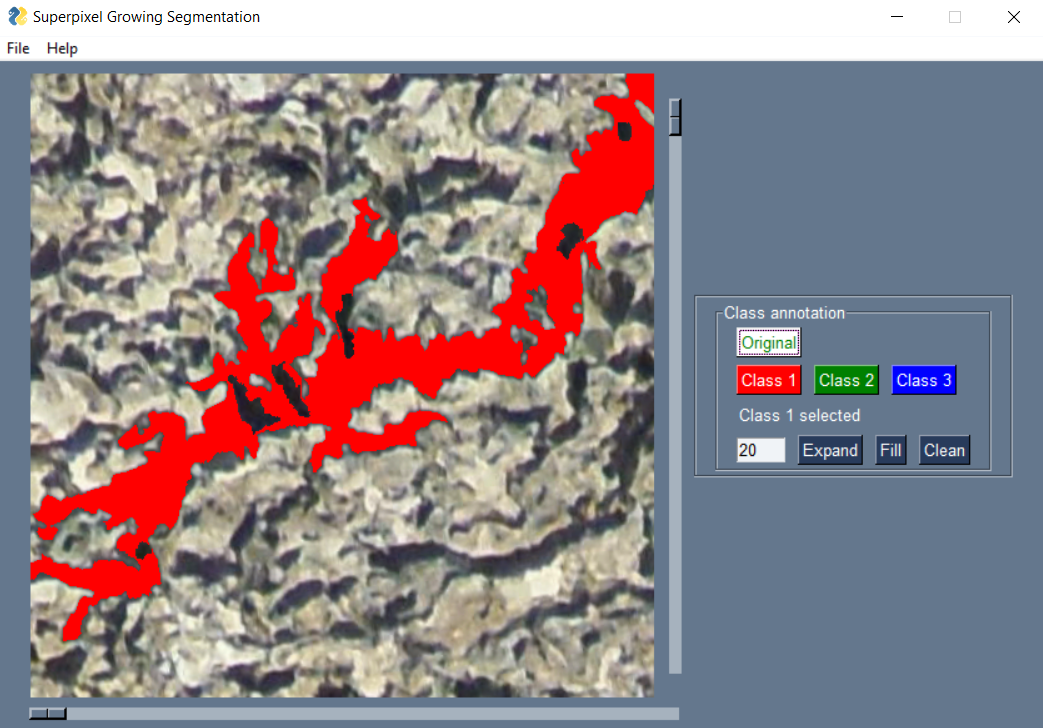 Superpixel Growing Segmentation
File Help
Class annotation
Original
Class 1 Class 2 Class 3
Class 1 selected
20 Expand Fill Clean